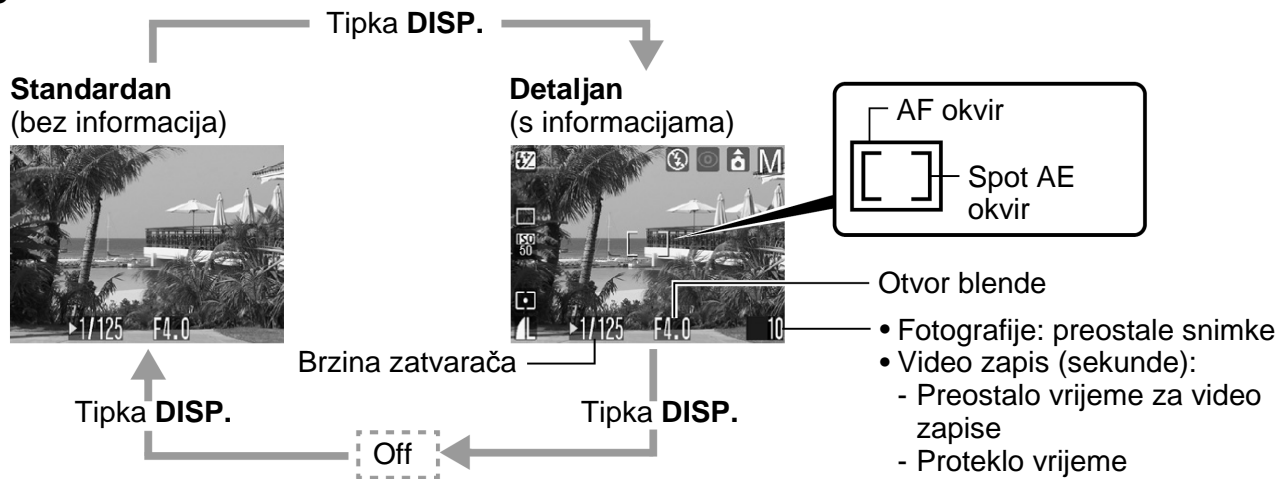 Tipka DISP.
Standardan
(bez informacija)
1/125 F4.0
Detaljan
(s informacijama)
M
ISO
50
L
1/125 F4.0 10
AF okvir
Spot AE
okvir
Otvor blende
• Fotografije: preostale snimke
• Video zapis (sekunde):
- Preostalo vrijeme za video
zapise
- Proteklo vrijeme
Brzina zatvarača
Tipka DISP.
Tipka DISP.
Off